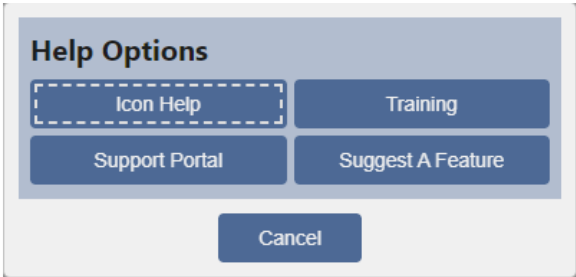 Help Options
Icon Help
Training
Support Portal
Suggest A Feature
Cancel